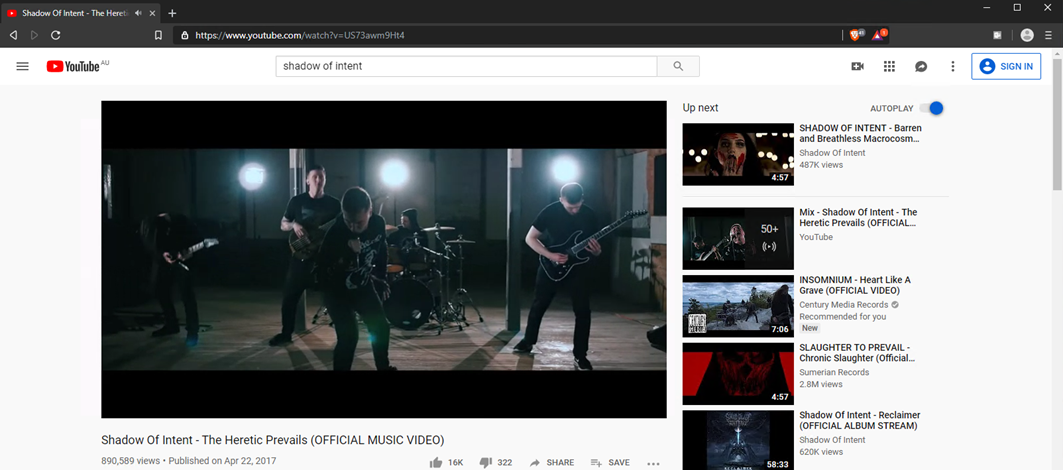 Shadow Of Intent - The Hereti
https://www.youtube.com/watch?v=US73awm9Ht4
41
1
YouTube AU
shadow of intent
SIGN IN
Up next
AUTOPLAY
SHADOW OF INTENT - Barren
and Breathless Macrocosm...
Shadow Of Intent
487K views
4:57
Mix - Shadow Of Intent - The
Heretic Prevails (OFFICIAL...
YouTube
50+
INSOMNIUM - Heart Like A
Grave (OFFICIAL VIDEO)
Century Media Records
Recommended for you
New
7:06
SLAUGHTER TO PREVAIL -
Chronic Slaughter (Official...
Sumerian Records
2.8M views
4:57
Shadow Of Intent - Reclaimer
(OFFICIAL ALBUM STREAM)
Shadow Of Intent
620K views
58:33
Shadow Of Intent - The Heretic Prevails (OFFICIAL MUSIC VIDEO)
890,589 views • Published on Apr 22, 2017
16K
322
SHARE
SAVE